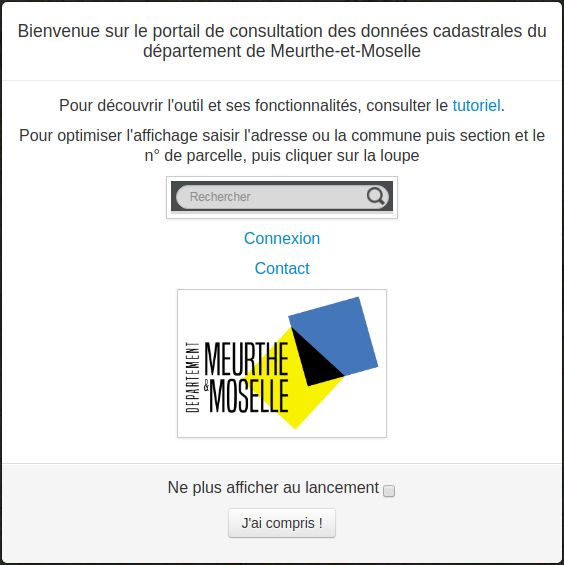 Bienvenue sur le portail de consultation des données cadastrales du
département de Meurthe-et-Moselle
Pour découvrir l'outil et ses fonctionnalités, consulter le tutoriel.
Pour optimiser l'affichage saisir l'adresse ou la commune puis section et le
n° de parcelle, puis cliquer sur la loupe
Rechercher
Connexion
Contact
DEPARTEMENT
MEURTHE
& MOSELLE
Ne plus afficher au lancement
J'ai compris !